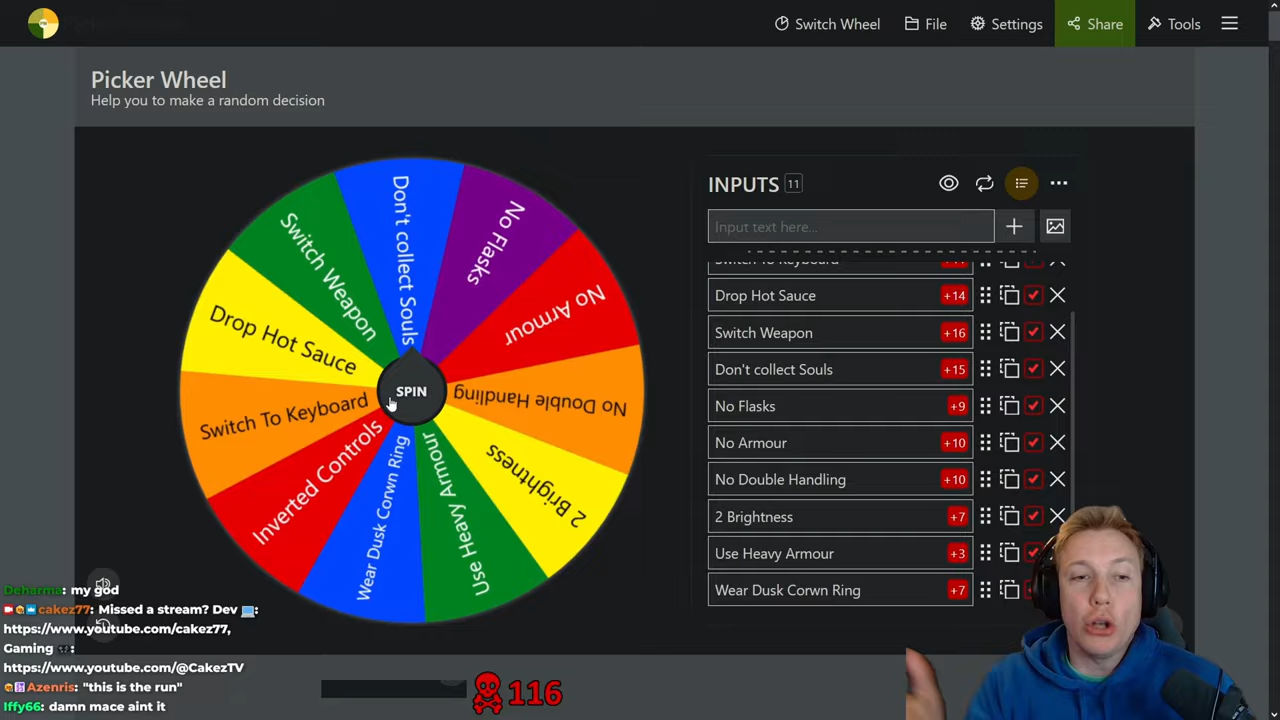 Switch Wheel
File
Settings
Share
Tools
Picker Wheel
Help you to make a random decision
Don't collect Souls
No Flasks
No Armour
No Double Handling
2 Brightness
Use Heavy Armour
Wear Dusk Corwn Ring
Inverted Controls
Switch To Keyboard
Drop Hot Sauce
Switch Weapon
SPIN
INPUTS 11
Input text here...
Switch To Keyboard
Drop Hot Sauce +14
Switch Weapon +16
Don't collect Souls +15
No Flasks +9
No Armour +10
No Double Handling +10
2 Brightness +7
Use Heavy Armour +3
Wear Dusk Corwn Ring +7
Deharma: my god
cakez77: Missed a stream? Dev :
https://www.youtube.com/cakez77,
Gaming :
https://www.youtube.com/@CakezTV
Azenris: "this is the run"
Iffy66: damn mace aint it
116